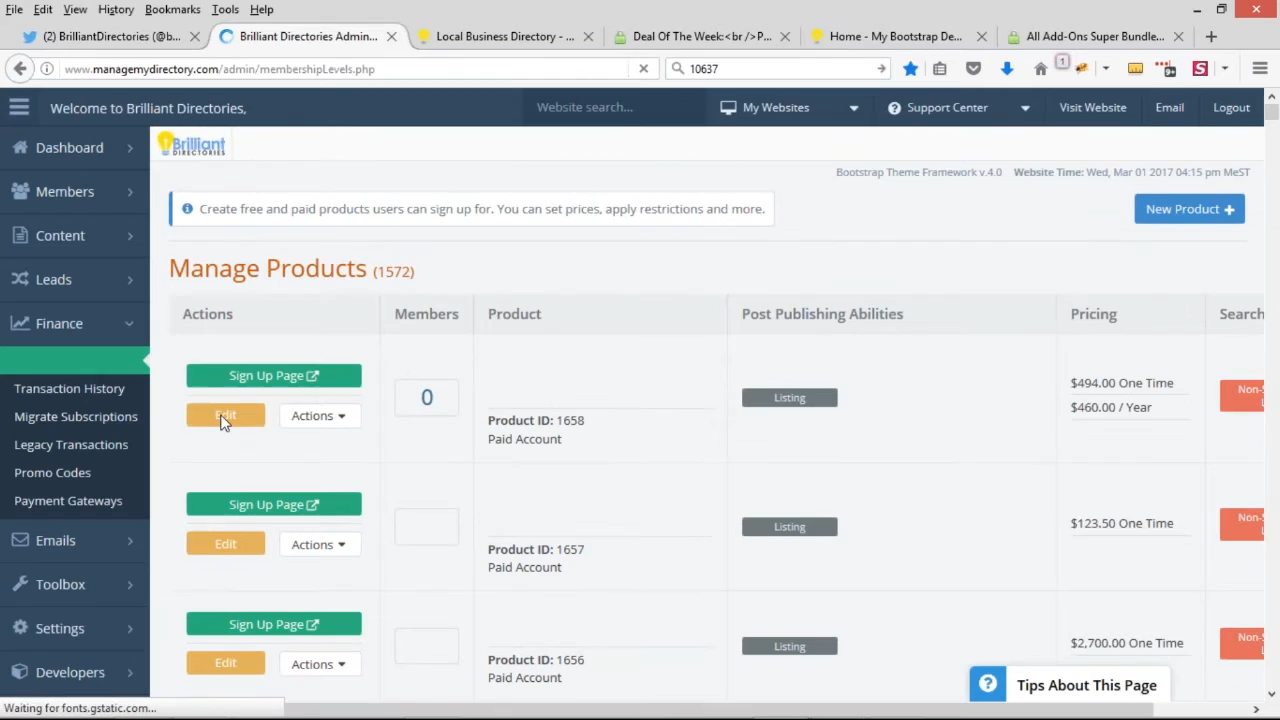 File Edit View History Bookmarks Tools Help
(2) BrilliantDirectories (@b...
Brilliant Directories Admin...
Local Business Directory - ...
Deal Of The Week:<br />P...
Home - My Bootstrap De...
All Add-Ons Super Bundle...
www.managemydirectory.com/admin/membershipLevels.php
10637
1
Welcome to Brilliant Directories,
Website search...
My Websites
Support Center
Visit Website
Email
Logout
Brilliant
DIRECTORIES
Bootstrap Theme Framework v.4.0 Website Time: Wed, Mar 01 2017 04:15 pm MeST
Dashboard
Members
Content
Leads
Finance
Transaction History
Migrate Subscriptions
Legacy Transactions
Promo Codes
Payment Gateways
Emails
Toolbox
Settings
Developers
Create free and paid products users can sign up for. You can set prices, apply restrictions and more.
New Product +
Manage Products (1572)
Actions Members Product Post Publishing Abilities Pricing Search
Sign Up Page
Edit
Actions
0
Product ID: 1658
Paid Account
Listing
$494.00 One Time
$460.00 / Year
Non-S
Sign Up Page
Edit
Actions
Product ID: 1657
Paid Account
Listing
$123.50 One Time
Non-S
Sign Up Page
Edit
Actions
Product ID: 1656
Paid Account
Listing
$2,700.00 One Time
Non-S
Tips About This Page
Waiting for fonts.gstatic.com...